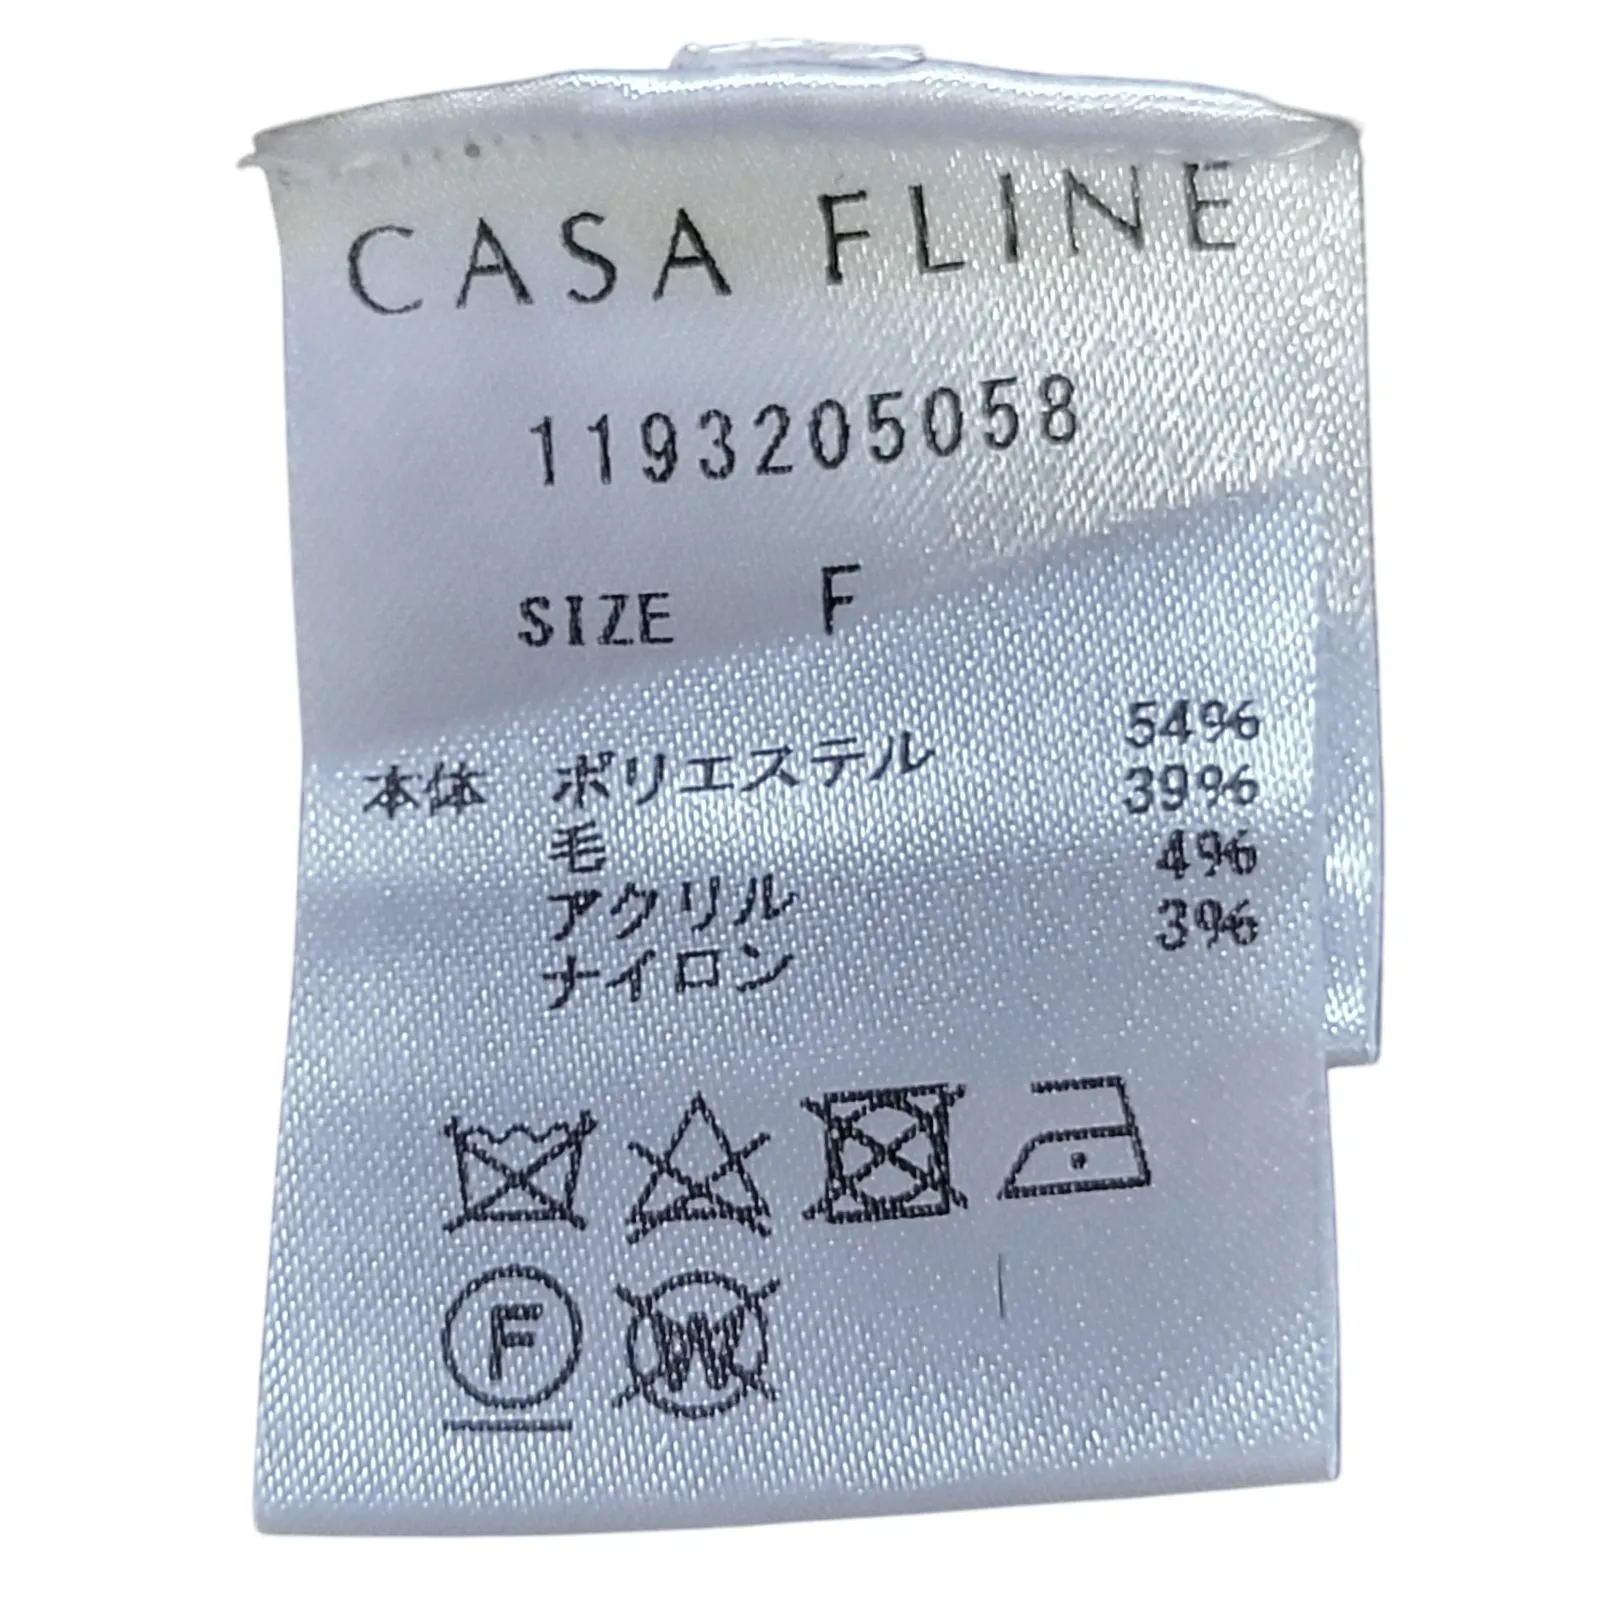 CASA FLINE
1193205058
SIZE F
本体 ポリエステル 54%
毛 39%
アクリル 4%
ナイロン 3%
F
W